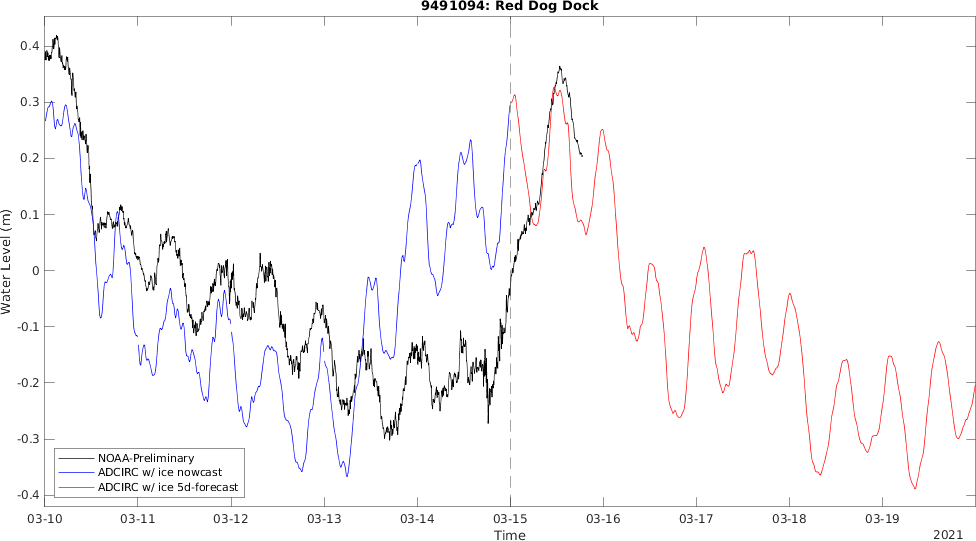 9491094: Red Dog Dock
Water Level (m)
0.4
0.3
0.2
0.1
0
-0.1
-0.2
-0.3
-0.4
NOAA-Preliminary
ADCIRC w/ ice nowcast
ADCIRC w/ ice 5d-forecast
03-10 03-11 03-12 03-13 03-14 03-15 03-16 03-17 03-18 03-19
Time
2021